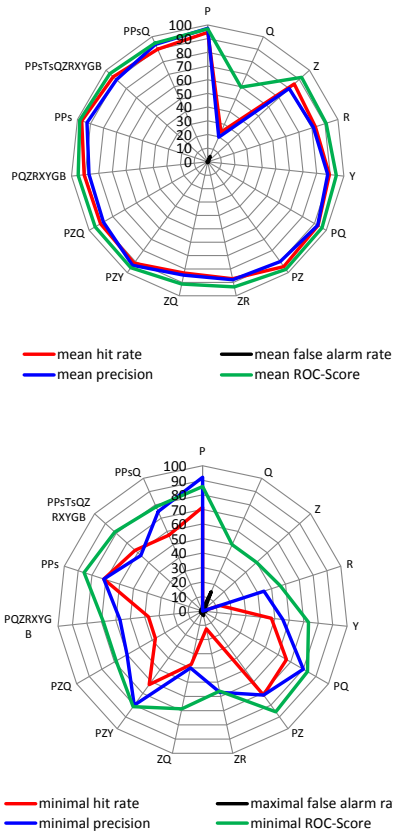 P
PPsQ
Q
PPsTsQZRXYGB
Z
PPs
R
PQZRXYGB
Y
PZQ
PQ
PZY
PZ
ZQ
ZR
100
90
80
70
60
50
40
30
20
10
0
mean hit rate
mean false alarm rate
mean precision
mean ROC-Score
P
PPsQ
Q
PPsTsQZ
RXYGB
Z
PPs
R
PQZRXYG
B
Y
PZQ
PQ
PZY
PZ
ZQ
ZR
100
90
80
70
60
50
40
30
20
10
0
minimal hit rate
maximal false alarm ra
minimal precision
minimal ROC-Score